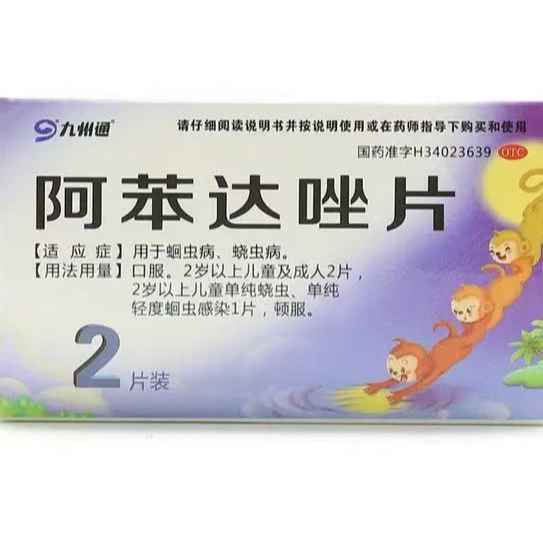 九州通
请仔细阅读说明书并按说明使用或在药师指导下购买和使用
国药准字H34023639 OTC
阿苯达唑片
【适 应 症】用于蛔虫病、蛲虫病。
【用法用量】口服。2岁以上儿童及成人2片，
2岁以上儿童单纯蛲虫、单纯
轻度蛔虫感染1片，顿服。
2片装